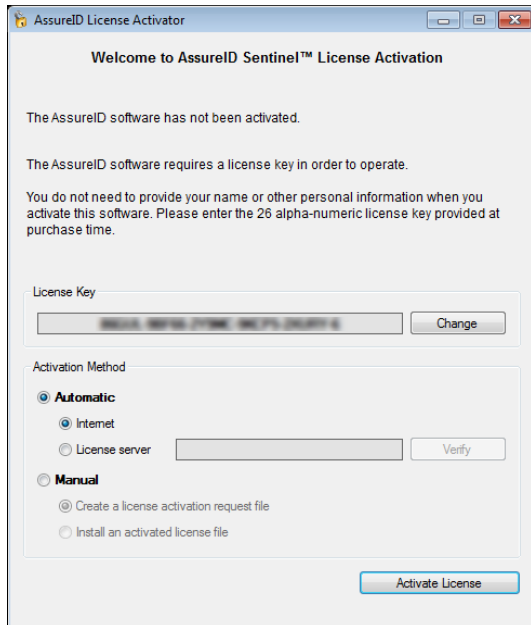 AssureID License Activator
Welcome to AssureID Sentinel™ License Activation
The AssureID software has not been activated.
The AssureID software requires a license key in order to operate.
You do not need to provide your name or other personal information when you
activate this software. Please enter the 26 alpha-numeric license key provided at
purchase time.
License Key
Change
Activation Method
Automatic
Internet
License server
Verify
Manual
Create a license activation request file
Install an activated license file
Activate License